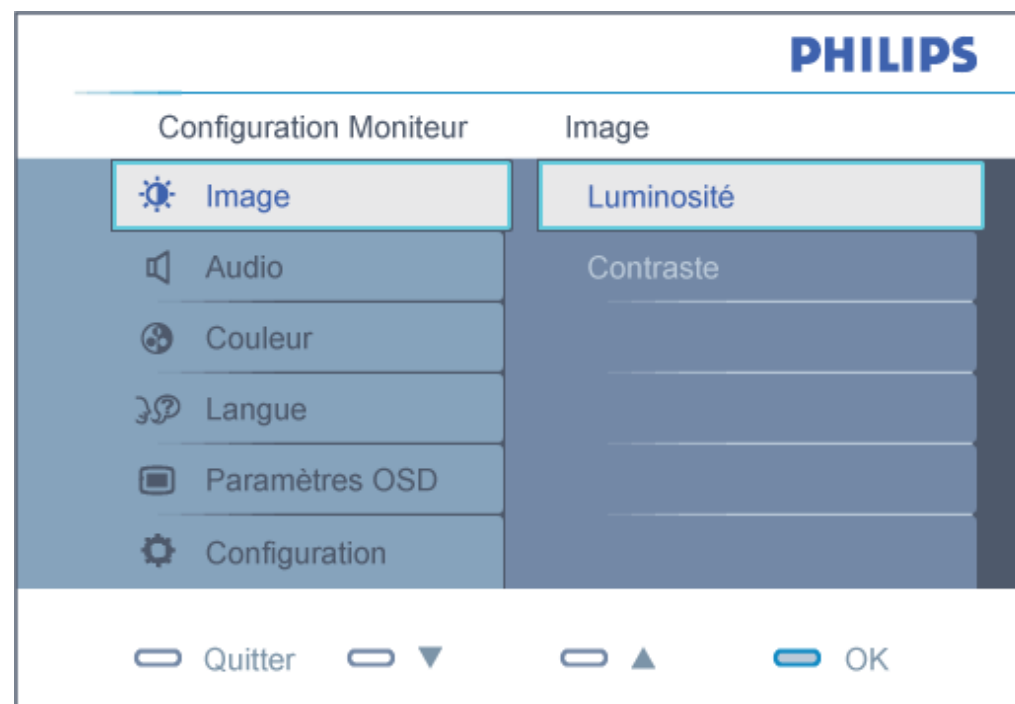 PHILIPS
Configuration Moniteur Image
Image Luminosité
Audio Contraste
Couleur
Langue
Paramètres OSD
Configuration
Quitter ▼ ▲ OK